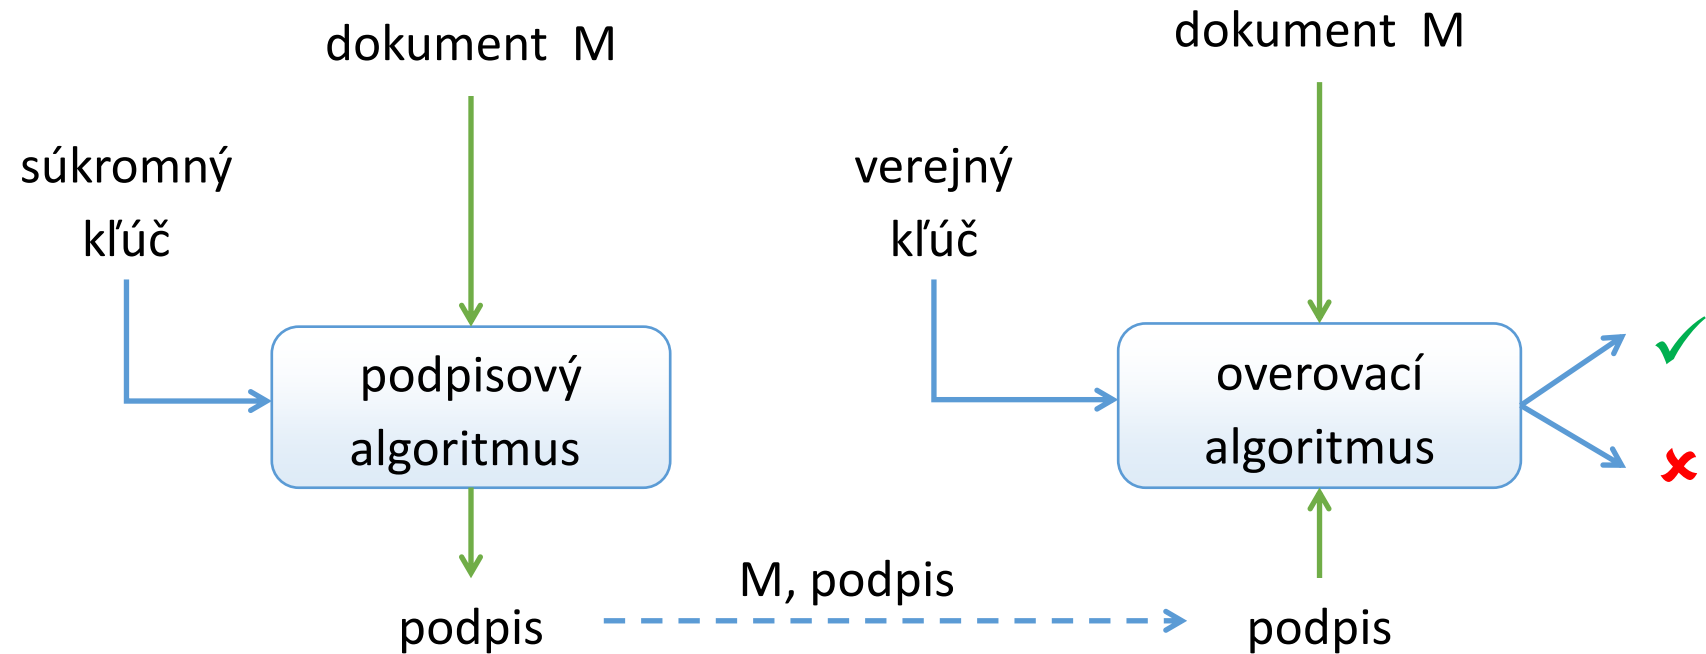 dokument M
súkromný
kľúč
podpisový
algoritmus
podpis
M, podpis
dokument M
verejný
kľúč
overovací
algoritmus
podpis